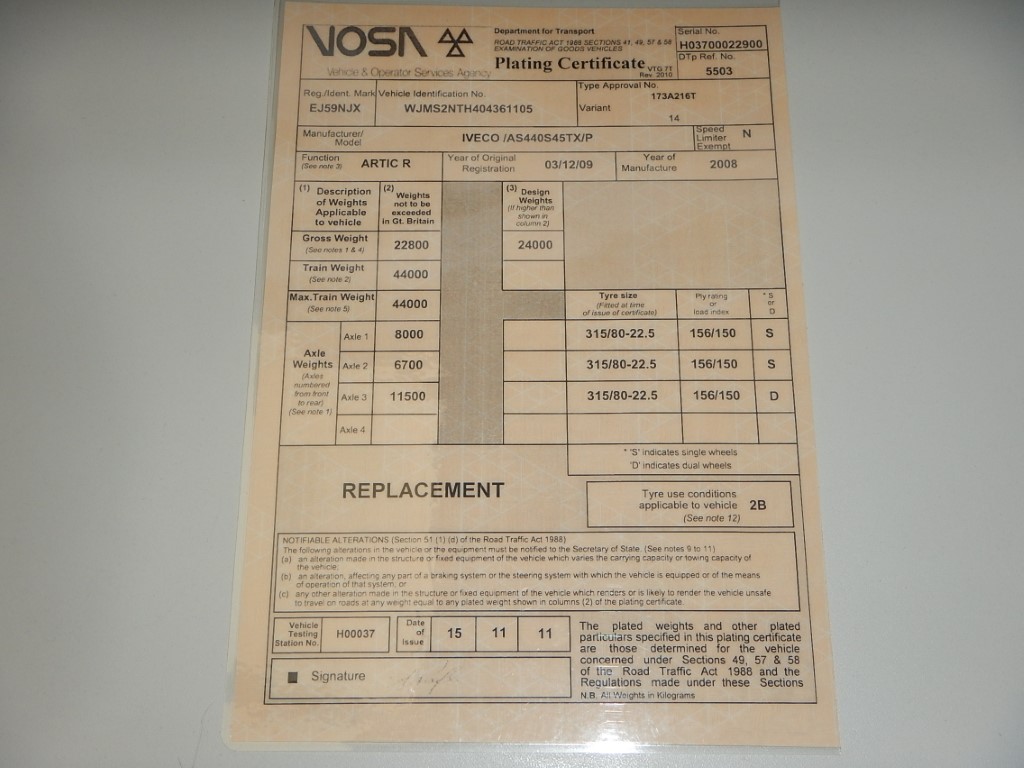 VOSA
Vehicle & Operator Services Agency
Department for Transport
ROAD TRAFFIC ACT 1988 SECTIONS 41, 49, 57 & 58
EXAMINATION OF GOODS VEHICLES
Plating Certificate VTG 7T
Rev. 2010
Serial No.
H03700022900
DTp Ref. No.
5503
Reg./Ident. Mark
EJ59NJX
Vehicle Identification No.
WJMS2NTH404361105
Type Approval No.
173A216T
Variant
14
Manufacturer/
Model
IVECO /AS440S45TX/P
Speed
Limiter
Exempt
N
Function
(See note 3)
ARTIC R
Year of Original
Registration
03/12/09
Year of
Manufacture
2008
(1) Description
of Weights
Applicable
to vehicle
(2) Weights
not to be
exceeded
in Gt. Britain
(3) Design
Weights
(If higher than
shown in
column 2)
Gross Weight
(See notes 1 & 4)
22800
24000
Train Weight
(See note 2)
44000
Max.Train Weight
(See note 5)
44000
Tyre size
(Fitted at time
of issue of certificate)
Ply rating
or
load index
* S
or
D
Axle
Weights
(Axles
numbered
from front
to rear)
(See note 1)
Axle 1 8000 315/80-22.5 156/150 S
Axle 2 6700 315/80-22.5 156/150 S
Axle 3 11500 315/80-22.5 156/150 D
Axle 4
* 'S' indicates single wheels
'D' indicates dual wheels
REPLACEMENT
Tyre use conditions
applicable to vehicle 2B
(See note 12)
NOTIFIABLE ALTERATIONS (Section 51 (1) (d) of the Road Traffic Act 1988)
The following alterations in the vehicle or the equipment must be notified to the Secretary of State. (See notes 9 to 11)
(a) an alteration made in the structure or fixed equipment of the vehicle which varies the carrying capacity or towing capacity of
the vehicle;
(b) an alteration, affecting any part of a braking system or the steering system with which the vehicle is equipped or of the means
of operation of that system, or
(c) any other alteration made in the structure or fixed equipment of the vehicle which renders or is likely to render the vehicle unsafe
to travel on roads at any weight equal to any plated weight shown in columns (2) of the plating certificate.
Vehicle
Testing
Station No.
H00037
Date
of
Issue
15 11 11
Signature
The plated weights and other plated
particulars specified in this plating certificate
are those determined for the vehicle
concerned under Sections 49, 57 & 58
of the Road Traffic Act 1988 and the
Regulations made under these Sections
N.B. All Weights in Kilograms